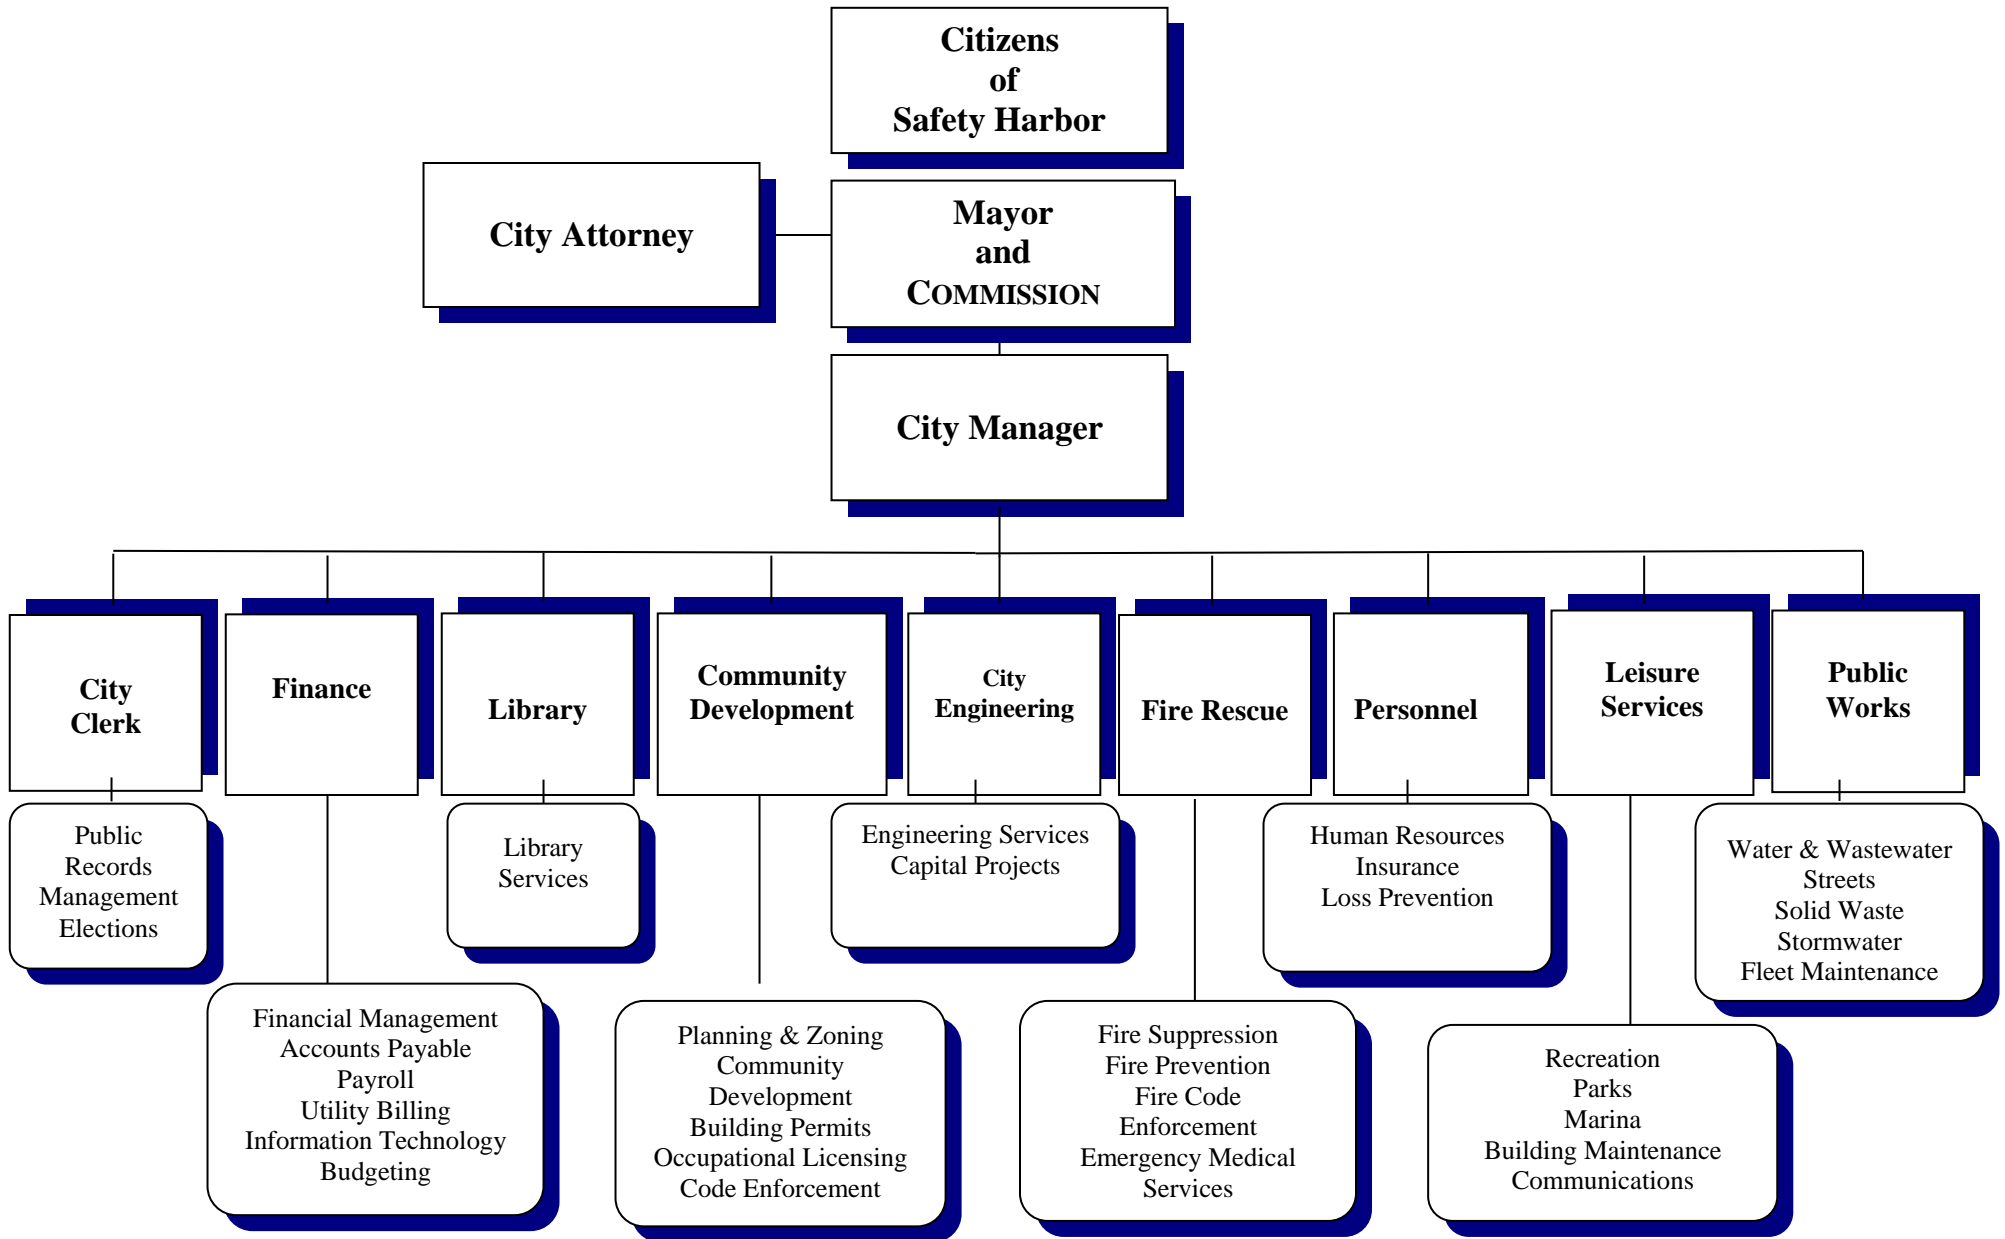 Citizens
of
Safety Harbor
City Attorney
Mayor
and
COMMISSION
City Manager
City
Clerk
Finance
Library
Community
Development
City
Engineering
Fire Rescue
Personnel
Leisure
Services
Public
Works
Public
Records
Management
Elections
Library
Services
Engineering Services
Capital Projects
Human Resources
Insurance
Loss Prevention
Water & Wastewater
Streets
Solid Waste
Stormwater
Fleet Maintenance
Financial Management
Accounts Payable
Payroll
Utility Billing
Information Technology
Budgeting
Planning & Zoning
Community
Development
Building Permits
Occupational Licensing
Code Enforcement
Fire Suppression
Fire Prevention
Fire Code
Enforcement
Emergency Medical
Services
Recreation
Parks
Marina
Building Maintenance
Communications